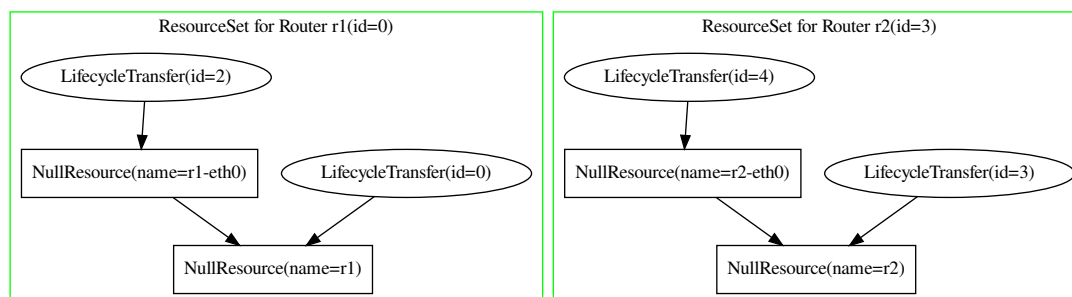 ResourceSet for Router r1(id=0)
LifecycleTransfer(id=2)
NullResource(name=r1-eth0)
LifecycleTransfer(id=0)
NullResource(name=r1)
ResourceSet for Router r2(id=3)
LifecycleTransfer(id=4)
NullResource(name=r2-eth0)
LifecycleTransfer(id=3)
NullResource(name=r2)